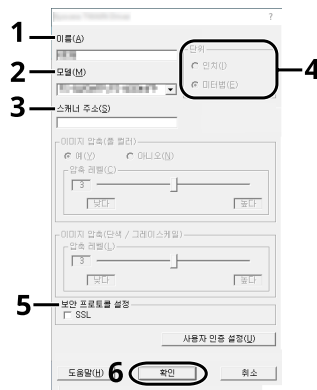 ?
1 이름(A)
단위
인치(I)
미터법(E)
4
2 모델(M)
3 스캐너 주소(S)
이미지 압축(풀 컬러)
예(Y) 아니오(N)
압축 레벨(C)
3
낮다 높다
이미지 압축(단색 / 그레이스케일)
압축 레벨(L)
3
낮다 높다
5 보안 프로토콜 설정
SSL
사용자 인증 설정(U)
도움말(H) 6 확인 취소